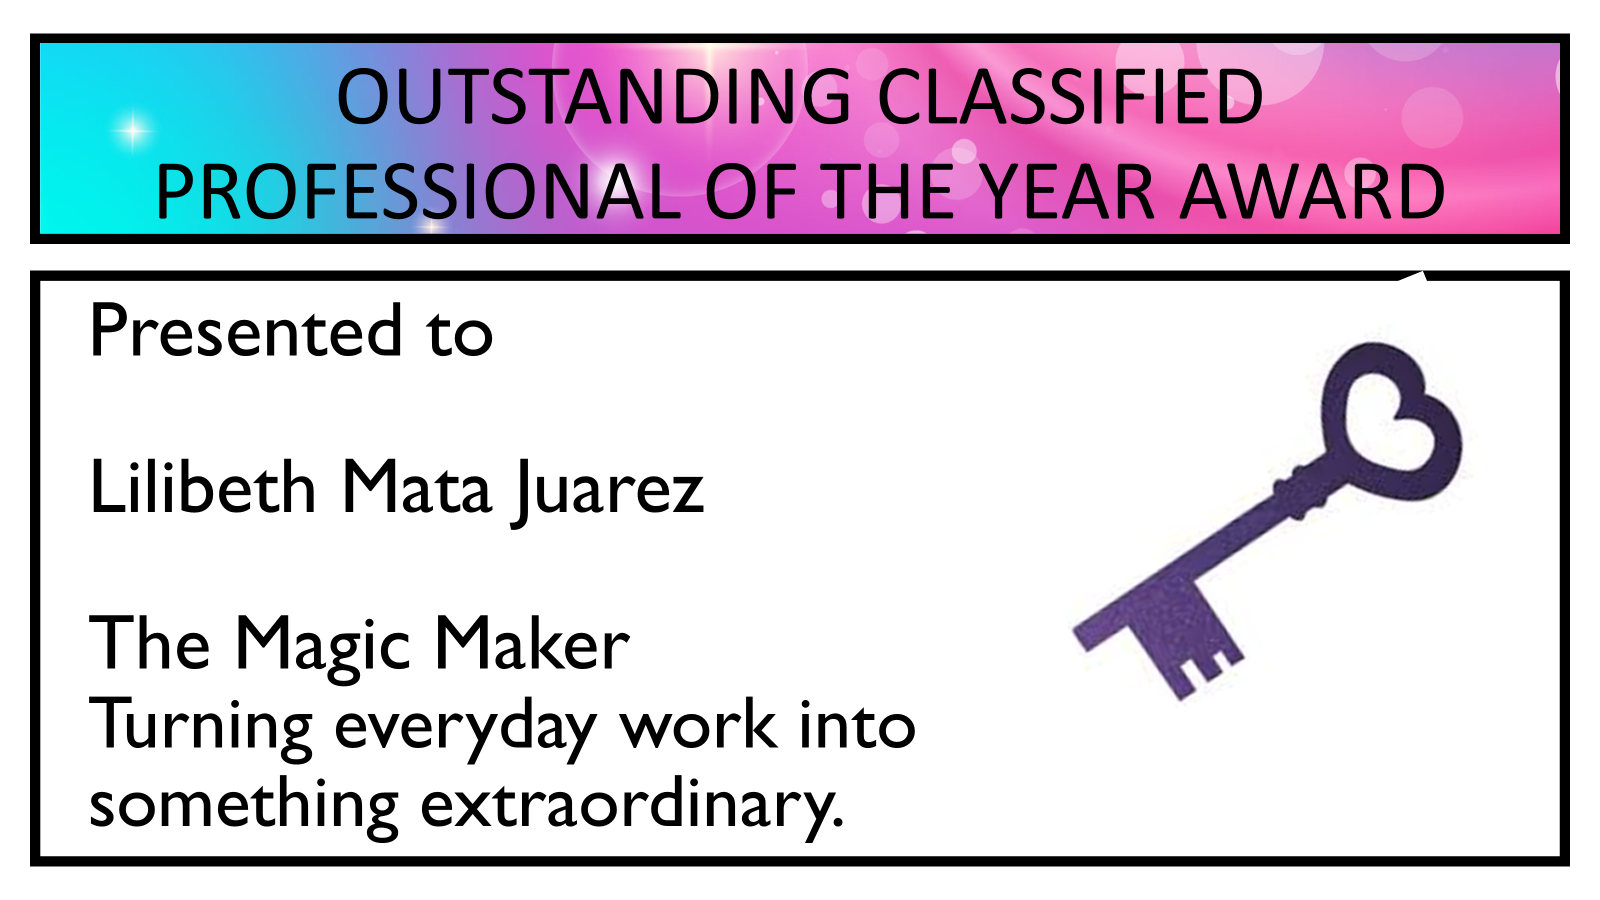 OUTSTANDING CLASSIFIED
PROFESSIONAL OF THE YEAR AWARD
Presented to
Lilibeth Mata Juarez
The Magic Maker
Turning everyday work into
something extraordinary.